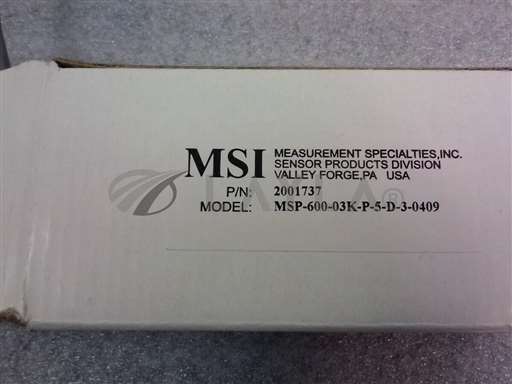 MSI MEASUREMENT SPECIALTIES,INC.
SENSOR PRODUCTS DIVISION
VALLEY FORGE,PA USA
P/N: 2001737
MODEL: MSP-600-03K-P-5-D-3-0409